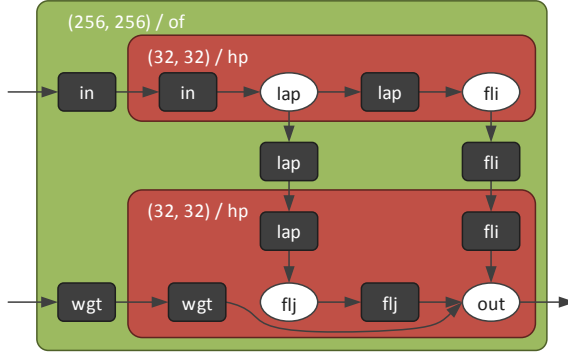 (256, 256) / of
(32, 32) / hp
in
in
lap
lap
fli
lap
fli
(32, 32) / hp
lap
fli
wgt
wgt
flj
flj
out